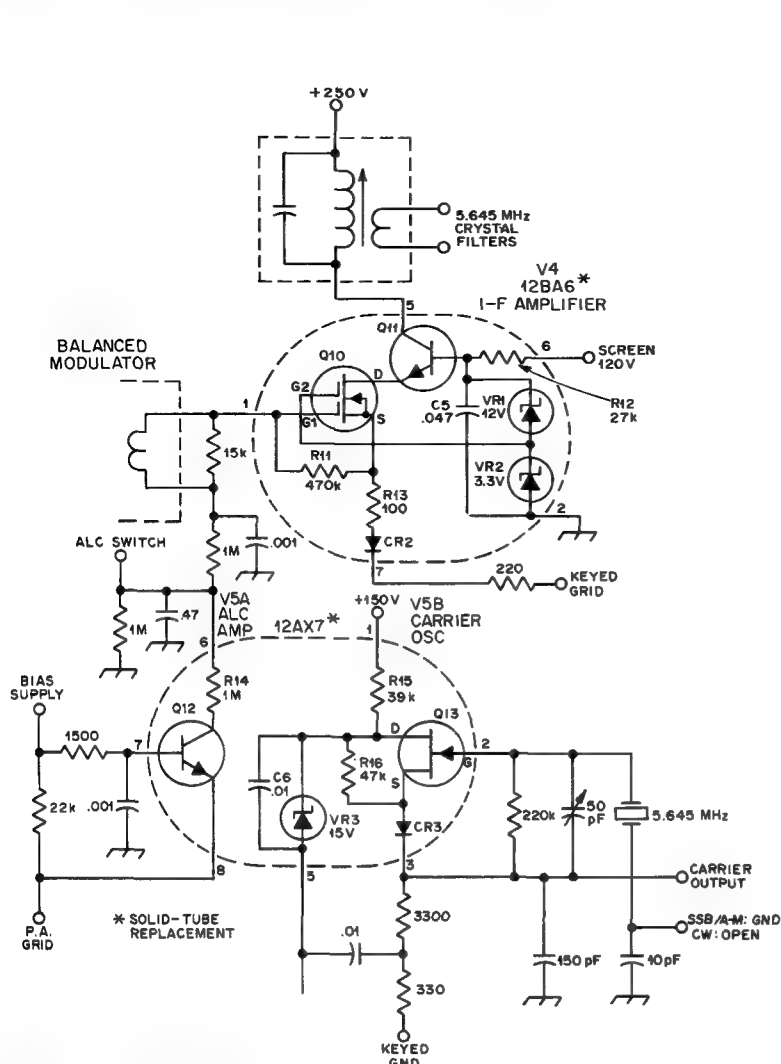 +250V
5.645 MHz
CRYSTAL
FILTERS
V4
12BA6*
I-F AMPLIFIER
5
Q11
6
SCREEN
120V
BALANCED
MODULATOR
Q10
D
G2
G1
S
1
C5
.047
VR1
12V
R12
27k
15k
R11
470k
VR2
3.3V
R13
100
2
CR2
7
220
KEYED
GRID
ALC SWITCH
1M
.001
1M
.47
V5A
ALC
AMP
12AX7*
+150V
V5B
CARRIER
OSC
6
1
BIAS
SUPPLY
R14
1M
R15
39k
Q12
Q13
1500
7
D
2
G
S
22k
.001
C6
.01
R16
47k
VR3
15V
CR3
220k
50
pF
5.645 MHz
8
5
3
CARRIER
OUTPUT
P.A.
GRID
* SOLID-TUBE
REPLACEMENT
.01
3300
330
150pF
10pF
SSB/A-M: GND
CW: OPEN
KEYED
GND